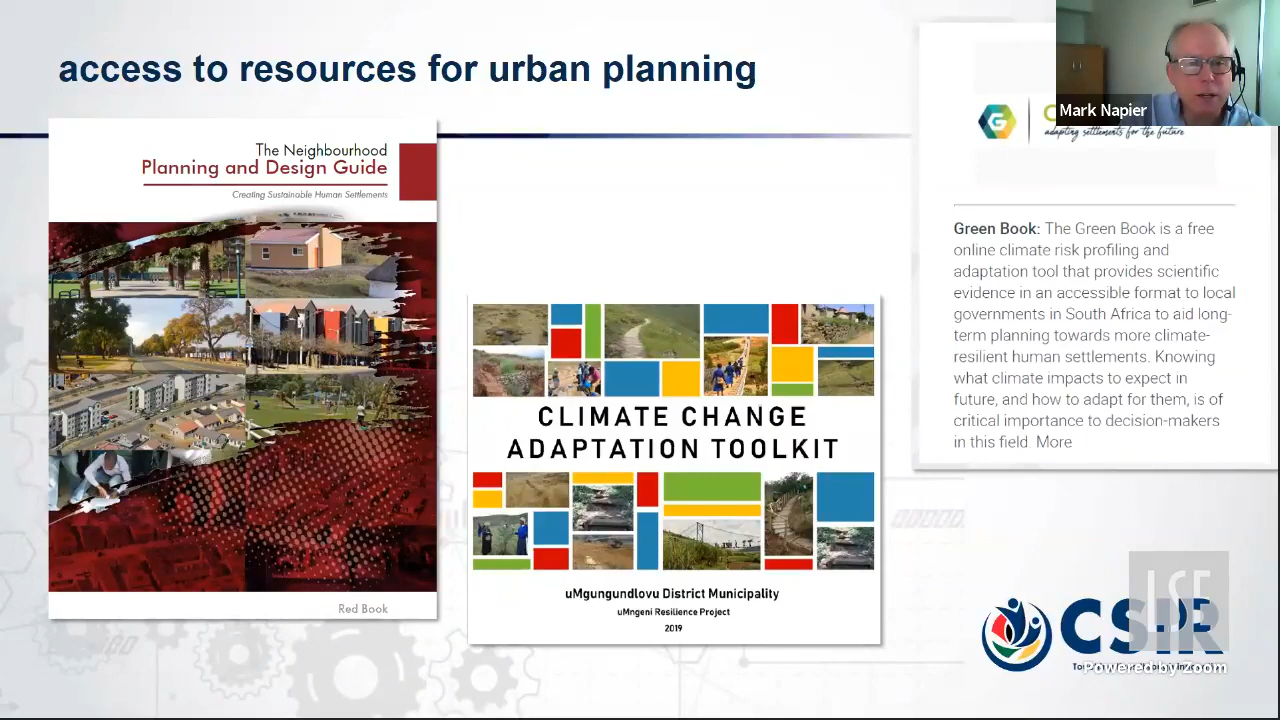 access to resources for urban planning
Mark Napier
The Neighbourhood
Planning and Design Guide
Creating Sustainable Human Settlements
Red Book
CLIMATE CHANGE
ADAPTATION TOOLKIT
uMgungundlovu District Municipality
uMngeni Resilience Project
2019
G
adapting settlements for the future
Green Book: The Green Book is a free
online climate risk profiling and
adaptation tool that provides scientific
evidence in an accessible format to local
governments in South Africa to aid long-
term planning towards more climate-
resilient human settlements. Knowing
what climate impacts to expect in
future, and how to adapt for them, is of
critical importance to decision-makers
in this field. More
CSIR
LSE
Powered by Zoom